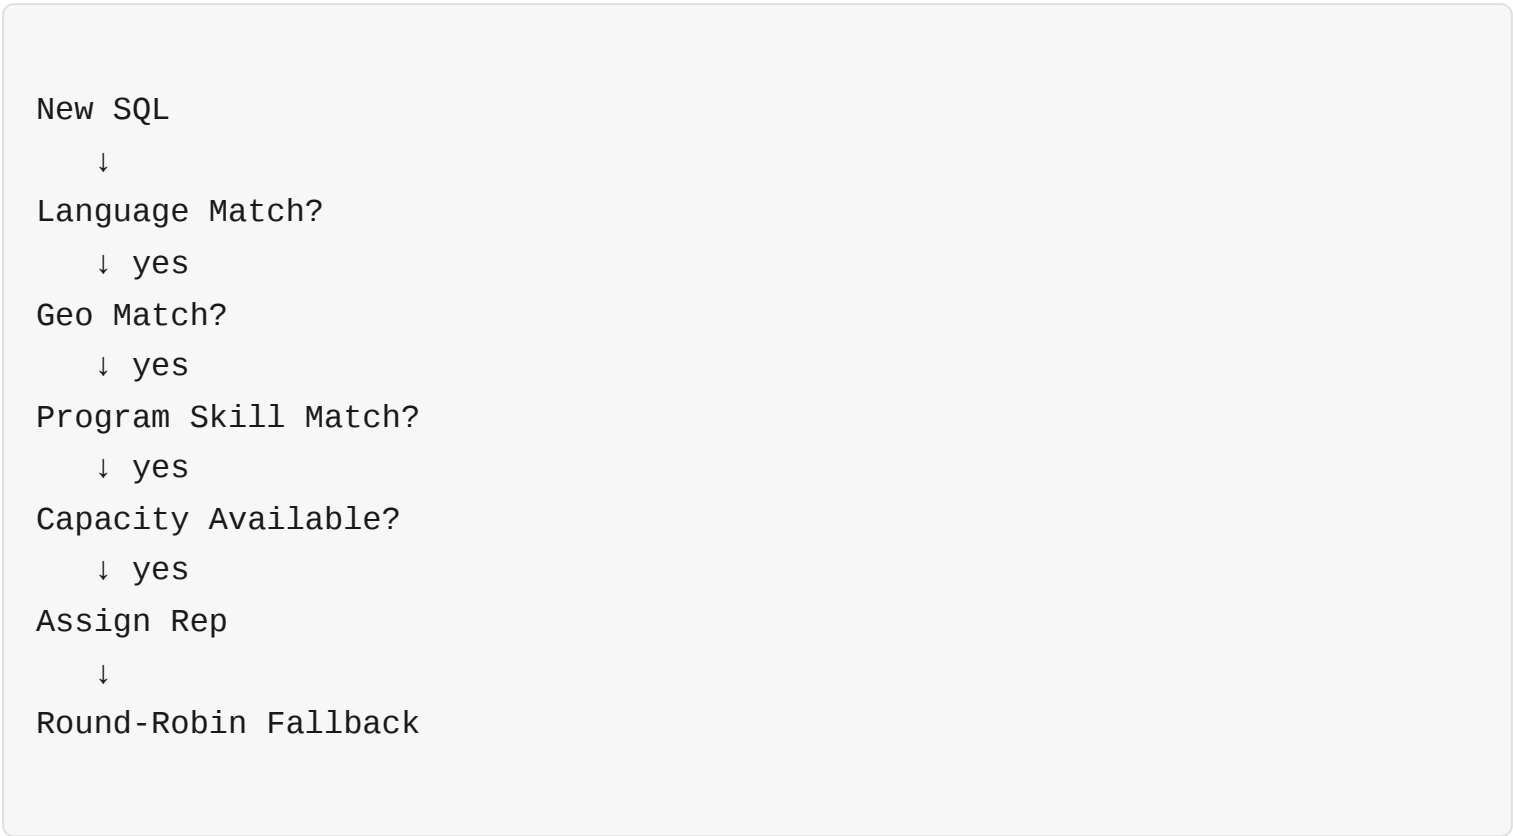 New SQL
↓
Language Match?
↓ yes
Geo Match?
↓ yes
Program Skill Match?
↓ yes
Capacity Available?
↓ yes
Assign Rep
↓
Round-Robin Fallback